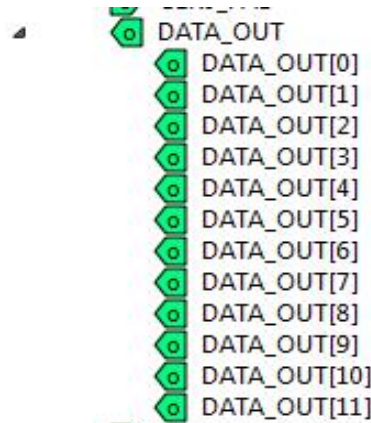 DATA_OUT
DATA_OUT[0]
DATA_OUT[1]
DATA_OUT[2]
DATA_OUT[3]
DATA_OUT[4]
DATA_OUT[5]
DATA_OUT[6]
DATA_OUT[7]
DATA_OUT[8]
DATA_OUT[9]
DATA_OUT[10]
DATA_OUT[11]